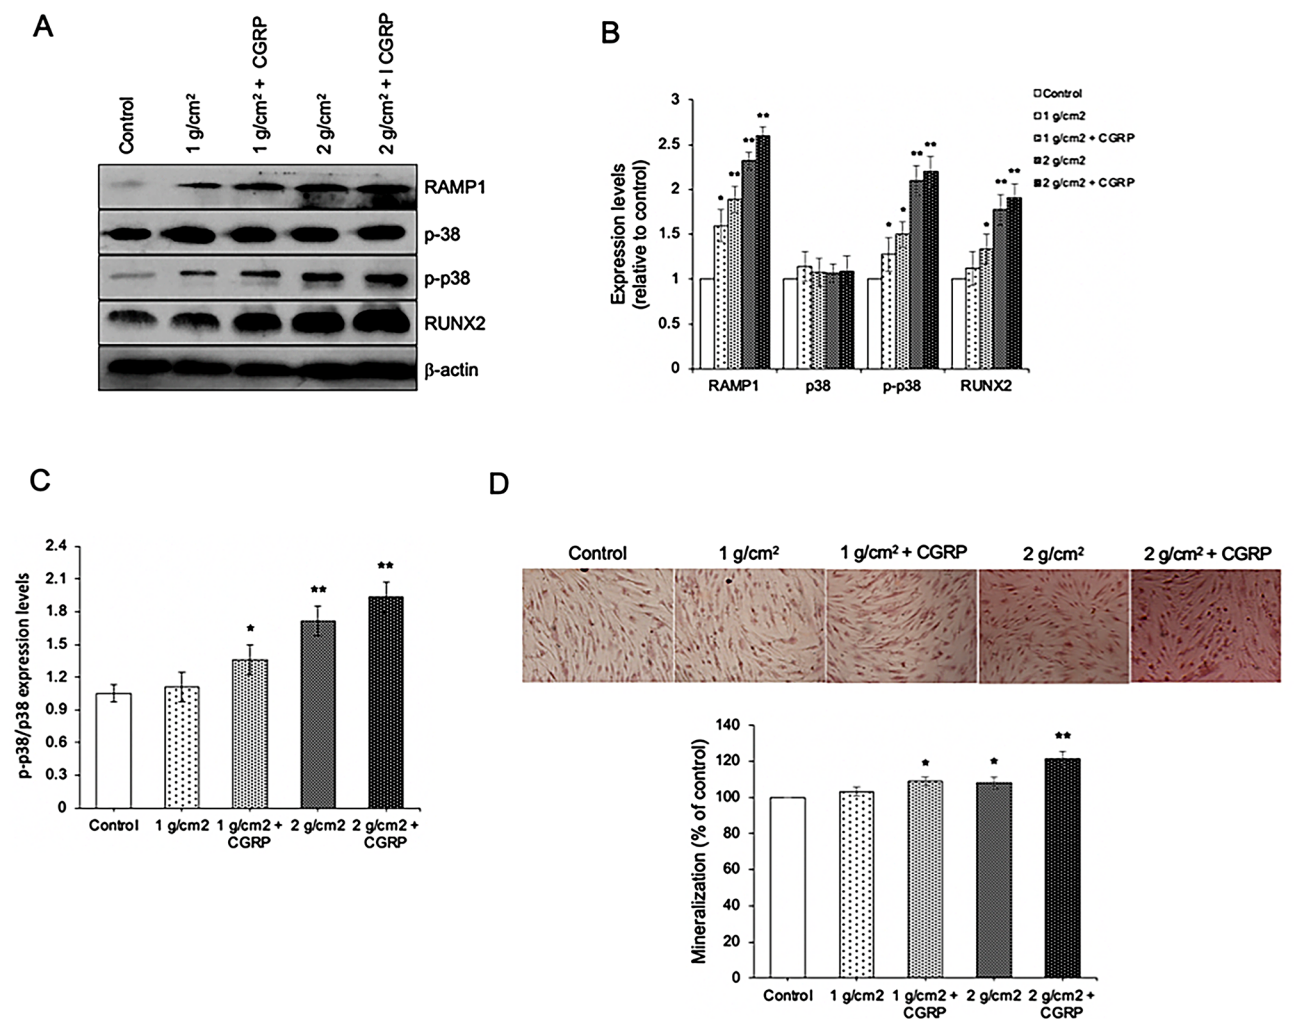 A
Control
1 g/cm²
1 g/cm² + CGRP
2 g/cm²
2 g/cm² + I CGRP
RAMP1
p-38
p-p38
RUNX2
β-actin
B
Expression levels
(relative to control)
3
2.5
2
1.5
1
0.5
0
* ** ** **
* * ** **
* ** **
RAMP1 p38 p-p38 RUNX2
Control
1 g/cm2
1 g/cm2 + CGRP
2 g/cm2
2 g/cm2 + CGRP
C
p-p38/p38 expression levels
2.4
2.1
1.8
1.5
1.2
0.9
0.6
0.3
0
* ** **
Control 1 g/cm2 1 g/cm2 + 2 g/cm2 2 g/cm2 +
CGRP CGRP
D
Control 1 g/cm² 1 g/cm² + CGRP 2 g/cm² 2 g/cm² + CGRP
Mineralization (% of control)
140
120
100
80
60
40
20
0
* * **
Control 1 g/cm2 1 g/cm2 + 2 g/cm2 2 g/cm2 +
CGRP CGRP